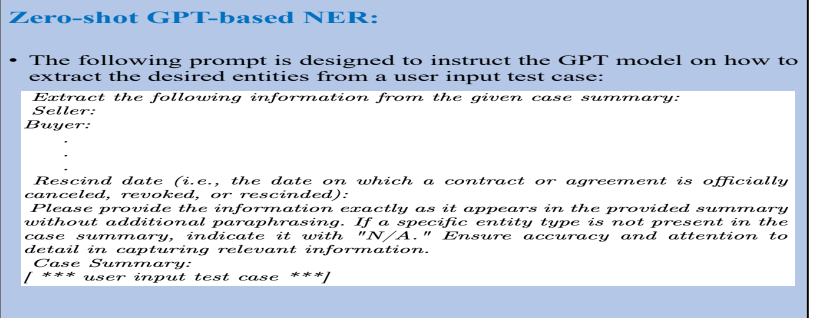 Zero-shot GPT-based NER:
• The following prompt is designed to instruct the GPT model on how to
extract the desired entities from a user input test case:
Extract the following information from the given case summary:
Seller:
Buyer:
.
.
.
Rescind date (i.e., the date on which a contract or agreement is officially
canceled, revoked, or rescinded):
Please provide the information exactly as it appears in the provided summary
without additional paraphrasing. If a specific entity type is not present in the
case summary, indicate it with "N/A." Ensure accuracy and attention to
detail in capturing relevant information.
Case Summary:
[ *** user input test case ***]